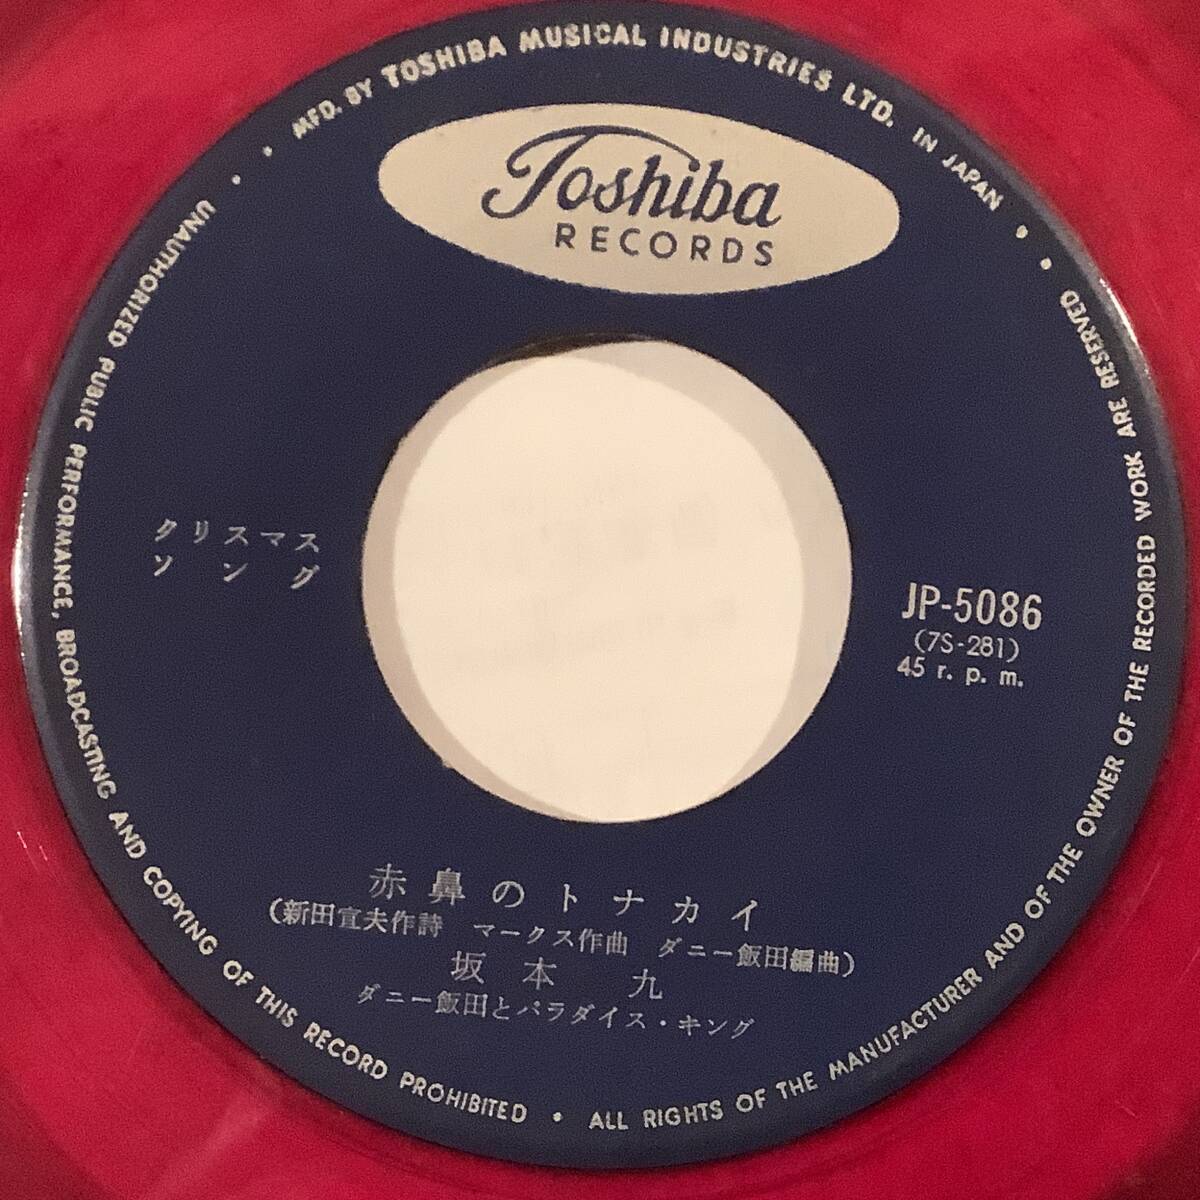 MFD. BY TOSHIBA MUSICAL INDUSTRIES LTD. IN JAPAN
Toshiba
RECORDS
クリスマス
ソング
JP-5086
(7S-281)
45 r. p. m.
赤鼻のトナカイ
(新田宣夫作詩 マークス作曲 ダニー飯田編曲)
坂本 九
ダニー飯田とパラダイス・キング
UNAUTHORIZED PUBLIC PERFORMANCE, BROADCASTING AND COPYING OF THIS RECORD PROHIBITED • ALL RIGHTS OF THE MANUFACTURER AND OF THE OWNER OF THE RECORDED WORK ARE RESERVED